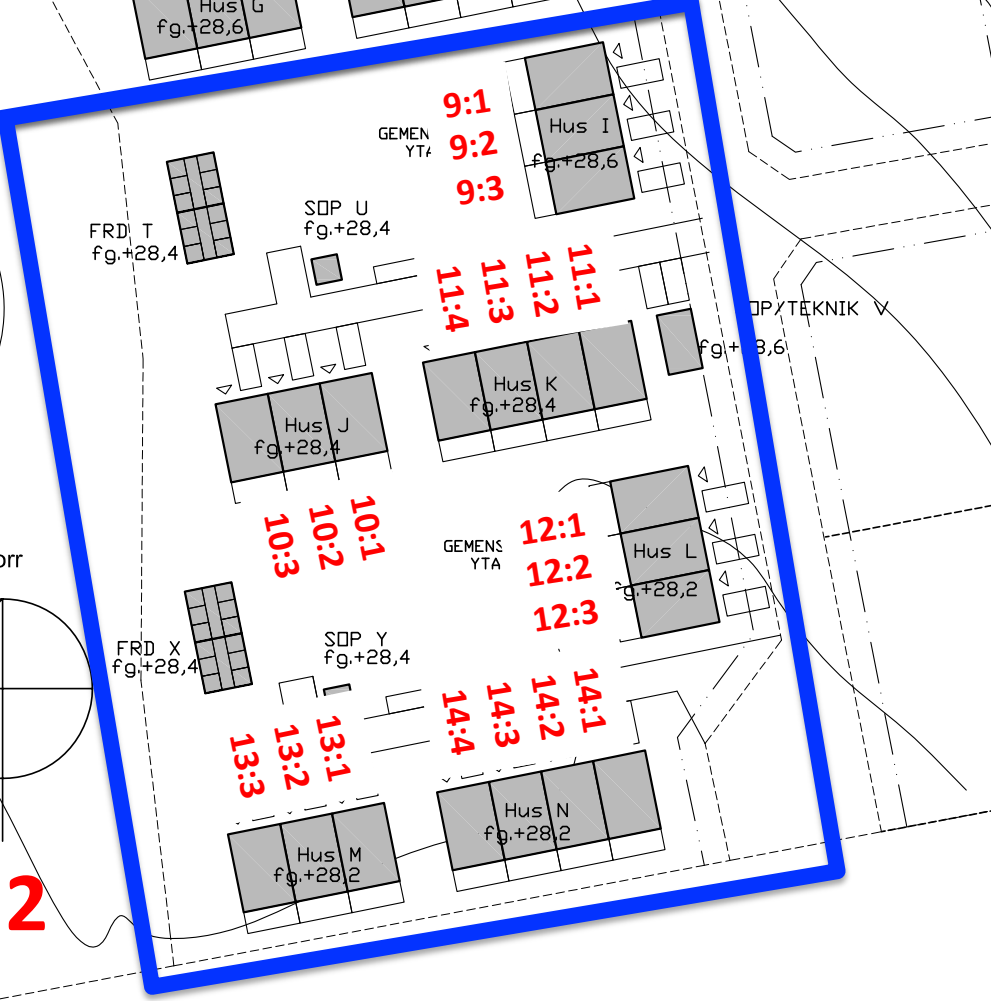 Hus G
fg.+28,6
9:1
9:2
9:3
GEMENS
YTA
Hus I
fg.+28,6
FRD T
fg.+28,4
SOP U
fg.+28,4
11:4
11:3
11:2
11:1
OP/TEKNIK V
fg.+28,6
Hus K
fg.+28,4
Hus J
fg.+28,4
10:3
10:2
10:1
GEMENS
YTA
12:1
12:2
12:3
Hus L
fg.+28,2
orr
FRD X
fg.+28,4
SOP Y
fg.+28,4
13:3
13:2
13:1
14:4
14:3
14:2
14:1
Hus N
fg.+28,2
Hus M
fg.+28,2
2